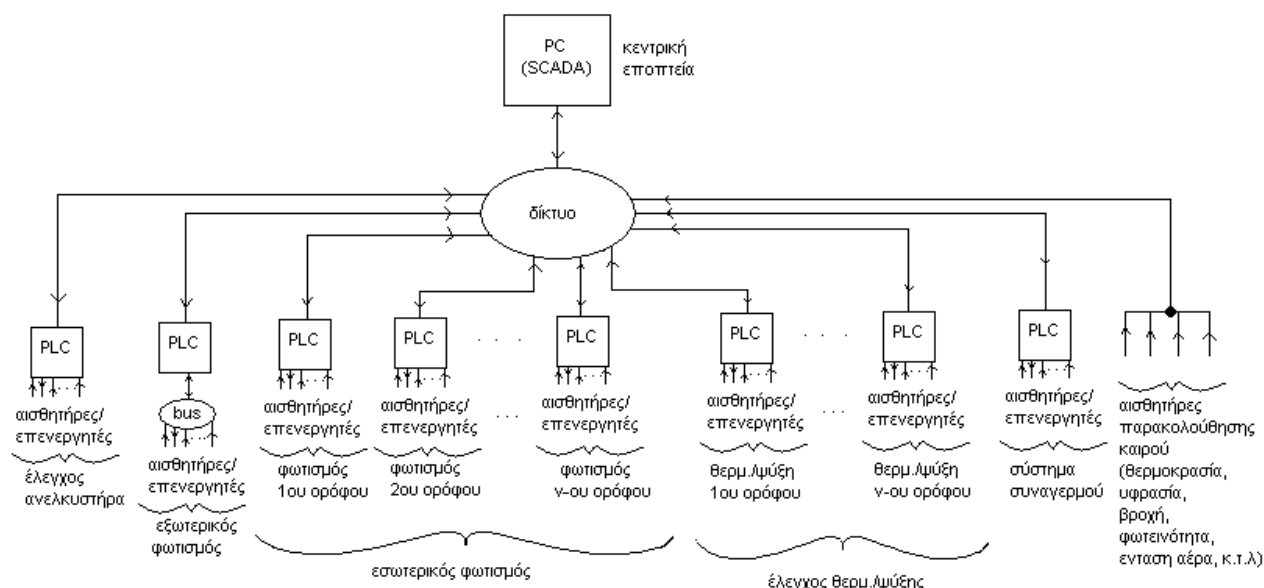 PC
(SCADA)
κεντρική
εποπτεία
δίκτυο
PLC
PLC
PLC
PLC
. . . .
PLC
PLC
. . . .
PLC
PLC
bus
αισθητήρες/
επενεργητές
αισθητήρες/
επενεργητές
αισθητήρες/
επενεργητές
αισθητήρες/
επενεργητές
...
αισθητήρες/
επενεργητές
αισθητήρες/
επενεργητές
...
αισθητήρες/
επενεργητές
αισθητήρες/
επενεργητές
αισθητήρες
παρακολούθησης
καιρού
(θερμοκρασία,
υφρασία,
βροχή,
φωτεινότητα,
ενταση αέρα, κ.τ.λ)
έλεγχος
ανελκυστήρα
εξωτερικός
φωτισμός
φωτισμός
1ου ορόφου
φωτισμός
2ου ορόφου
φωτισμός
ν-ου ορόφου
θερμ./ψύξη
1ου ορόφου
θερμ./ψύξη
ν-ου ορόφου
σύστημα
συναγερμού
εσωτερικός φωτισμός
έλεγχος θερμ./ψύξης